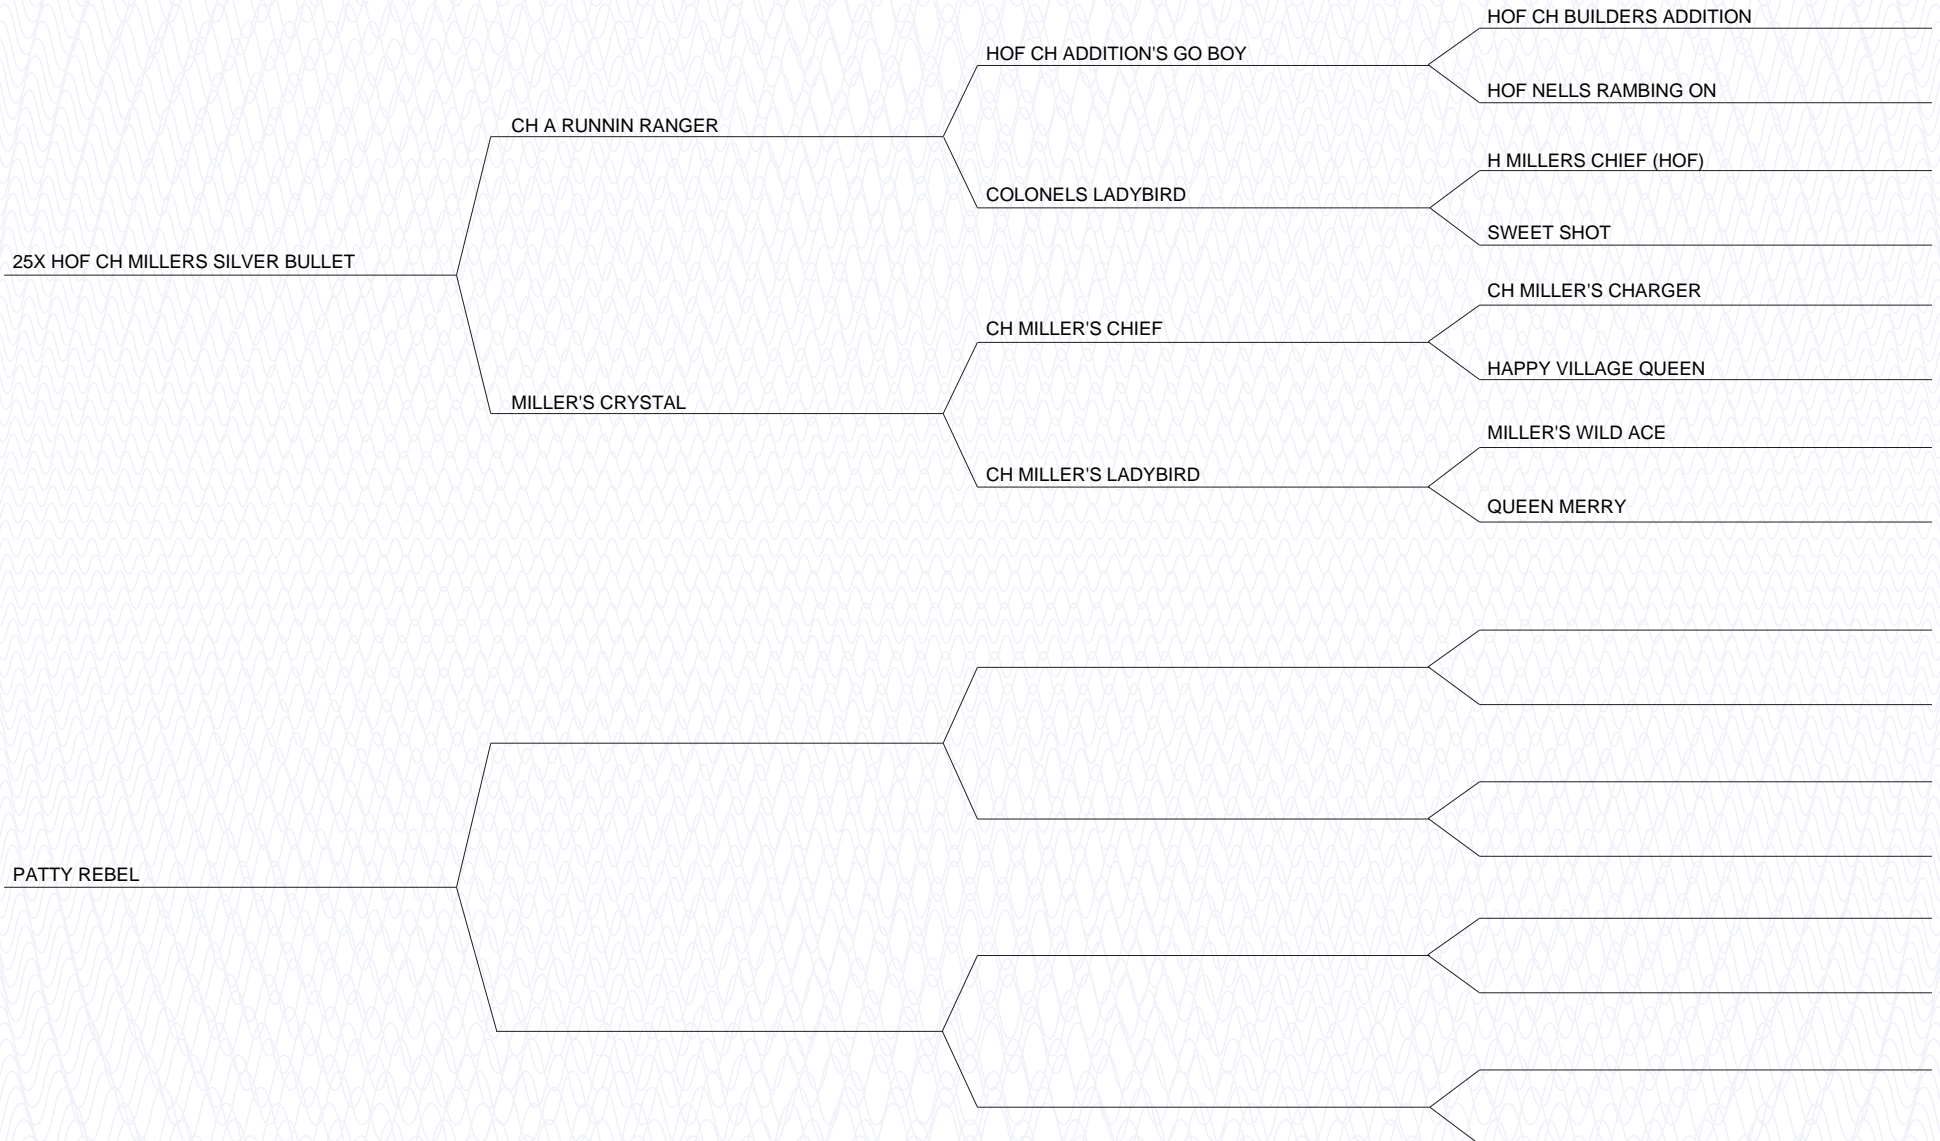 HOF CH BUILDERS ADDITION
HOF CH ADDITION'S GO BOY
HOF NELLS RAMBING ON
CH A RUNNIN RANGER
H MILLERS CHIEF (HOF)
COLONELS LADYBIRD
SWEET SHOT
25X HOF CH MILLERS SILVER BULLET
CH MILLER'S CHARGER
CH MILLER'S CHIEF
HAPPY VILLAGE QUEEN
MILLER'S CRYSTAL
MILLER'S WILD ACE
CH MILLER'S LADYBIRD
QUEEN MERRY
PATTY REBEL